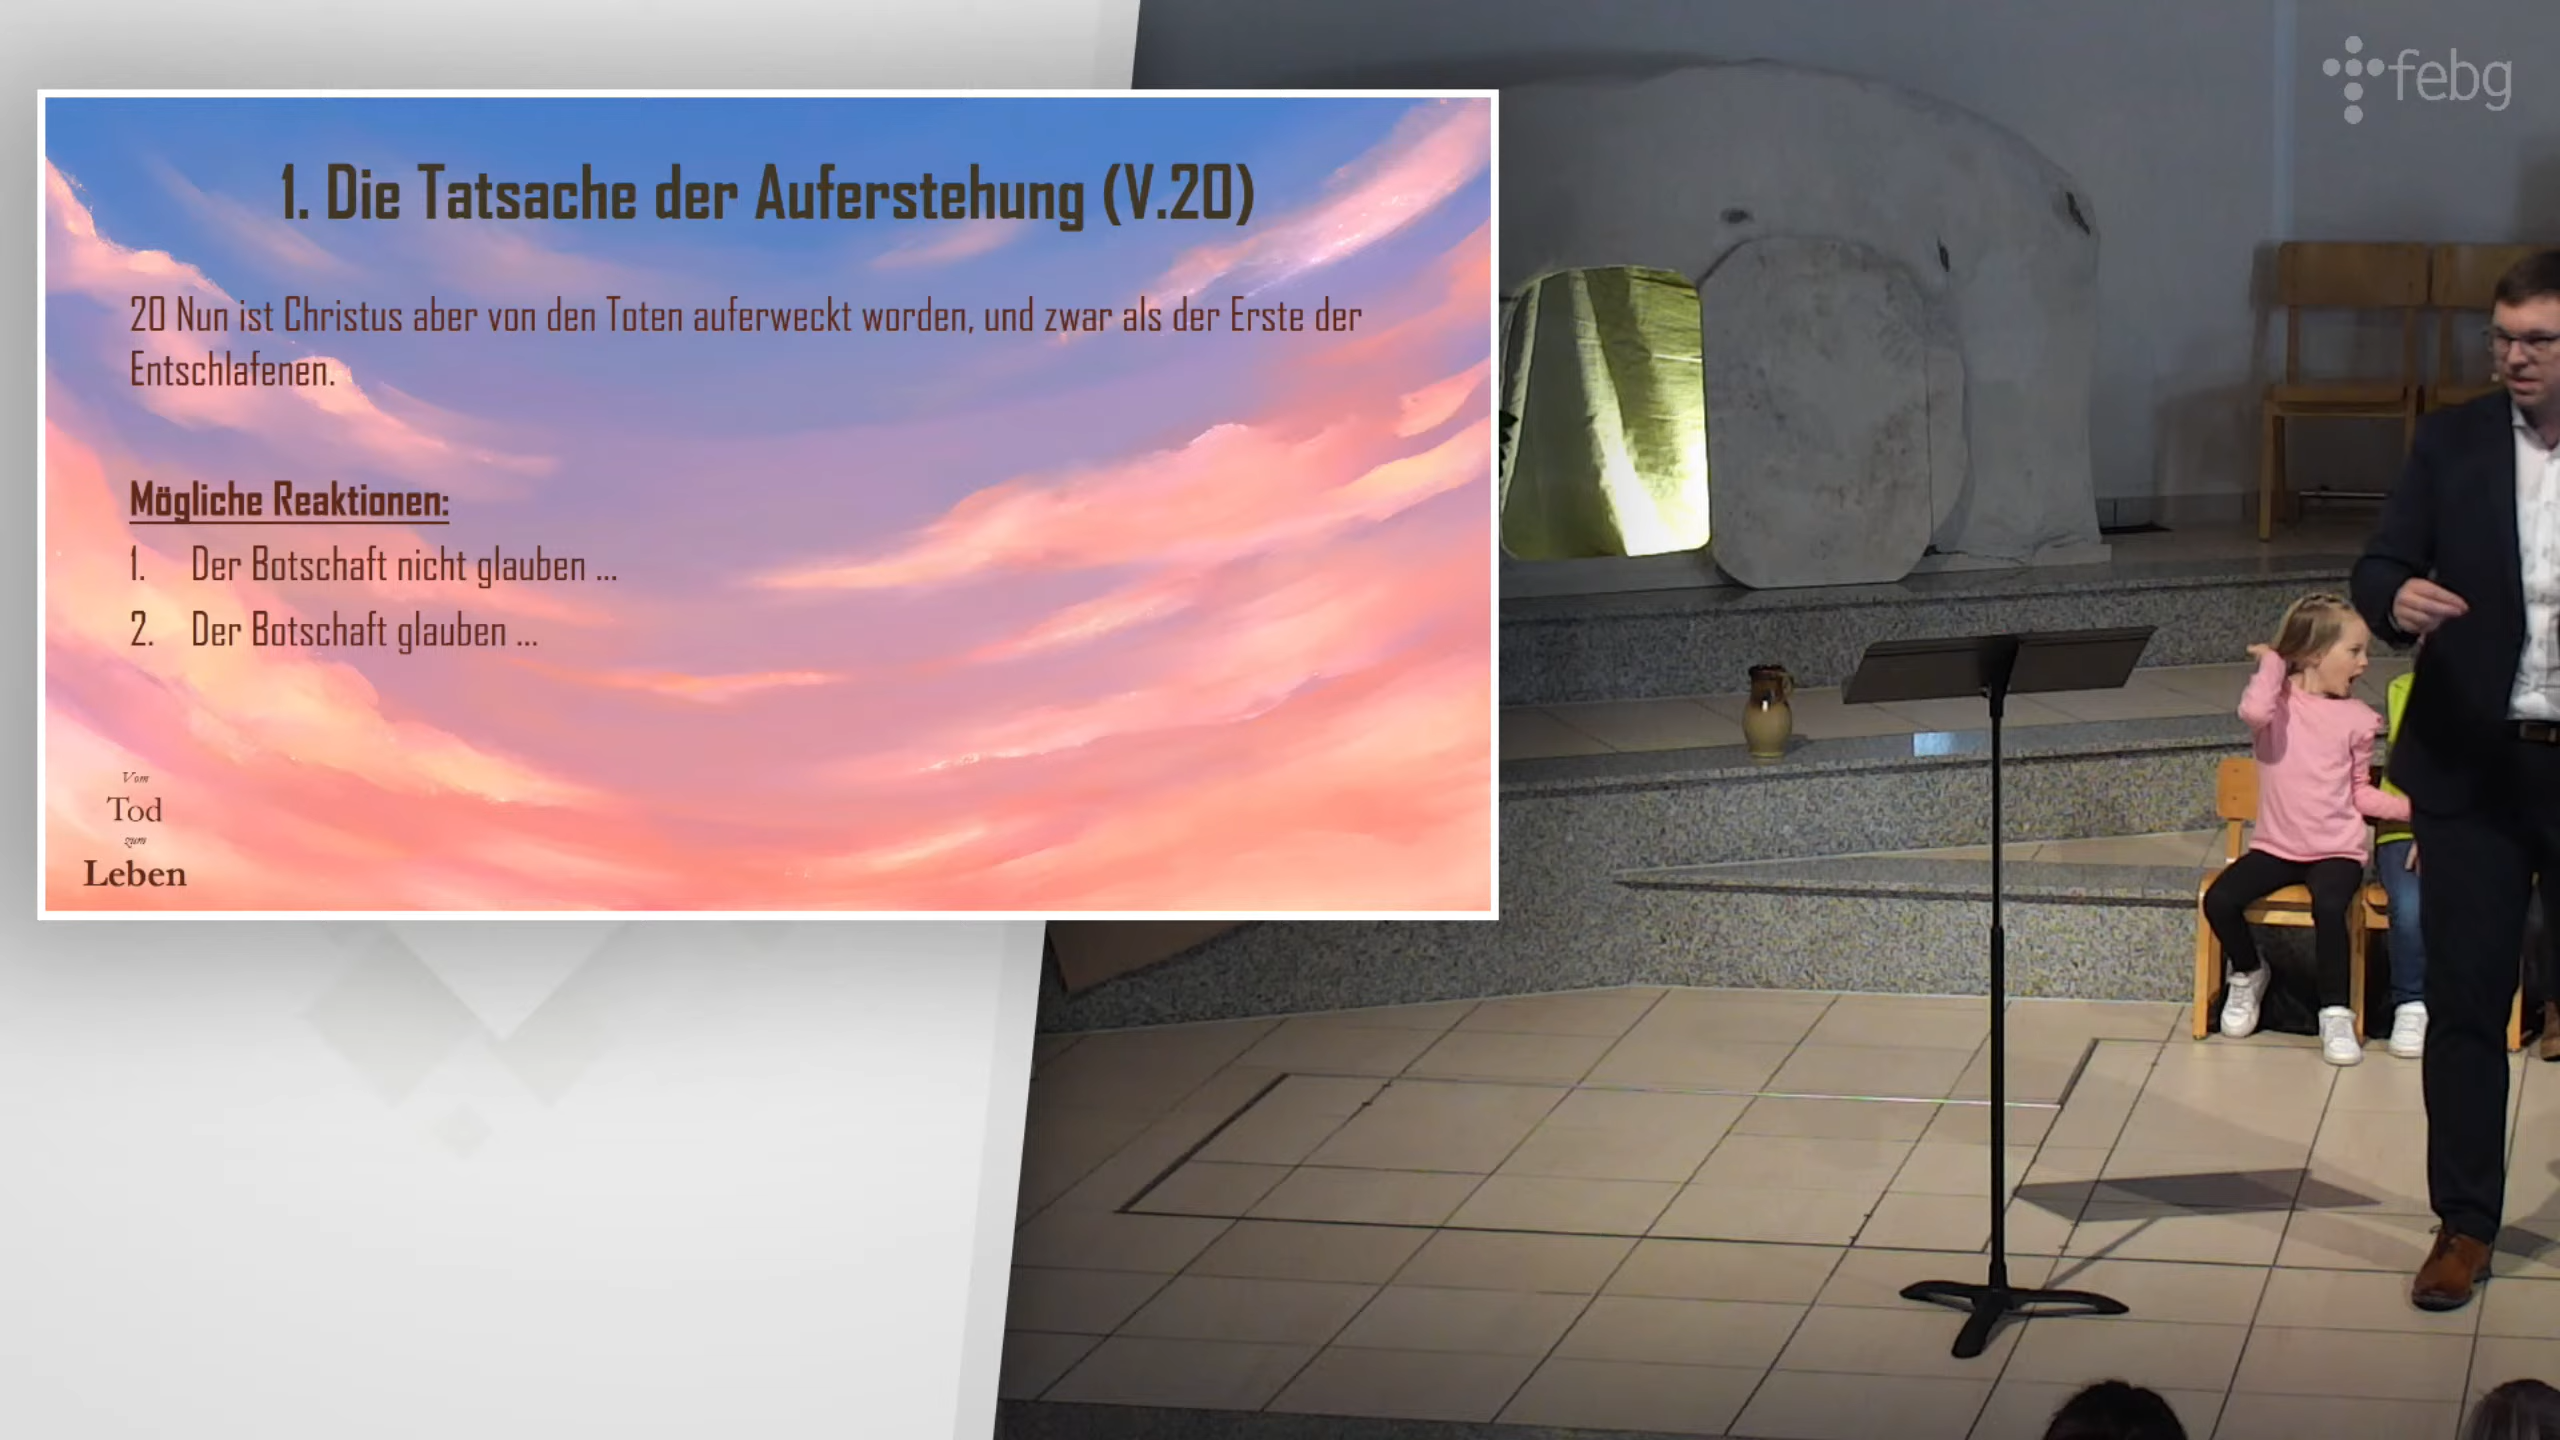 1. Die Tatsache der Auferstehung (V.20)
20 Nun ist Christus aber von den Toten auferweckt worden, und zwar als der Erste der
Entschlafenen.
Mögliche Reaktionen:
1. Der Botschaft nicht glauben ...
2. Der Botschaft glauben ...
Vom
Tod
zum
Leben
febg